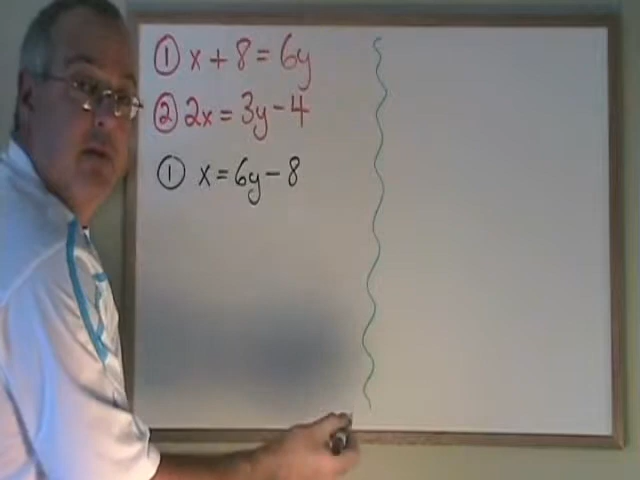 ① x + 8 = 6y
② 2x = 3y - 4
① x = 6y - 8